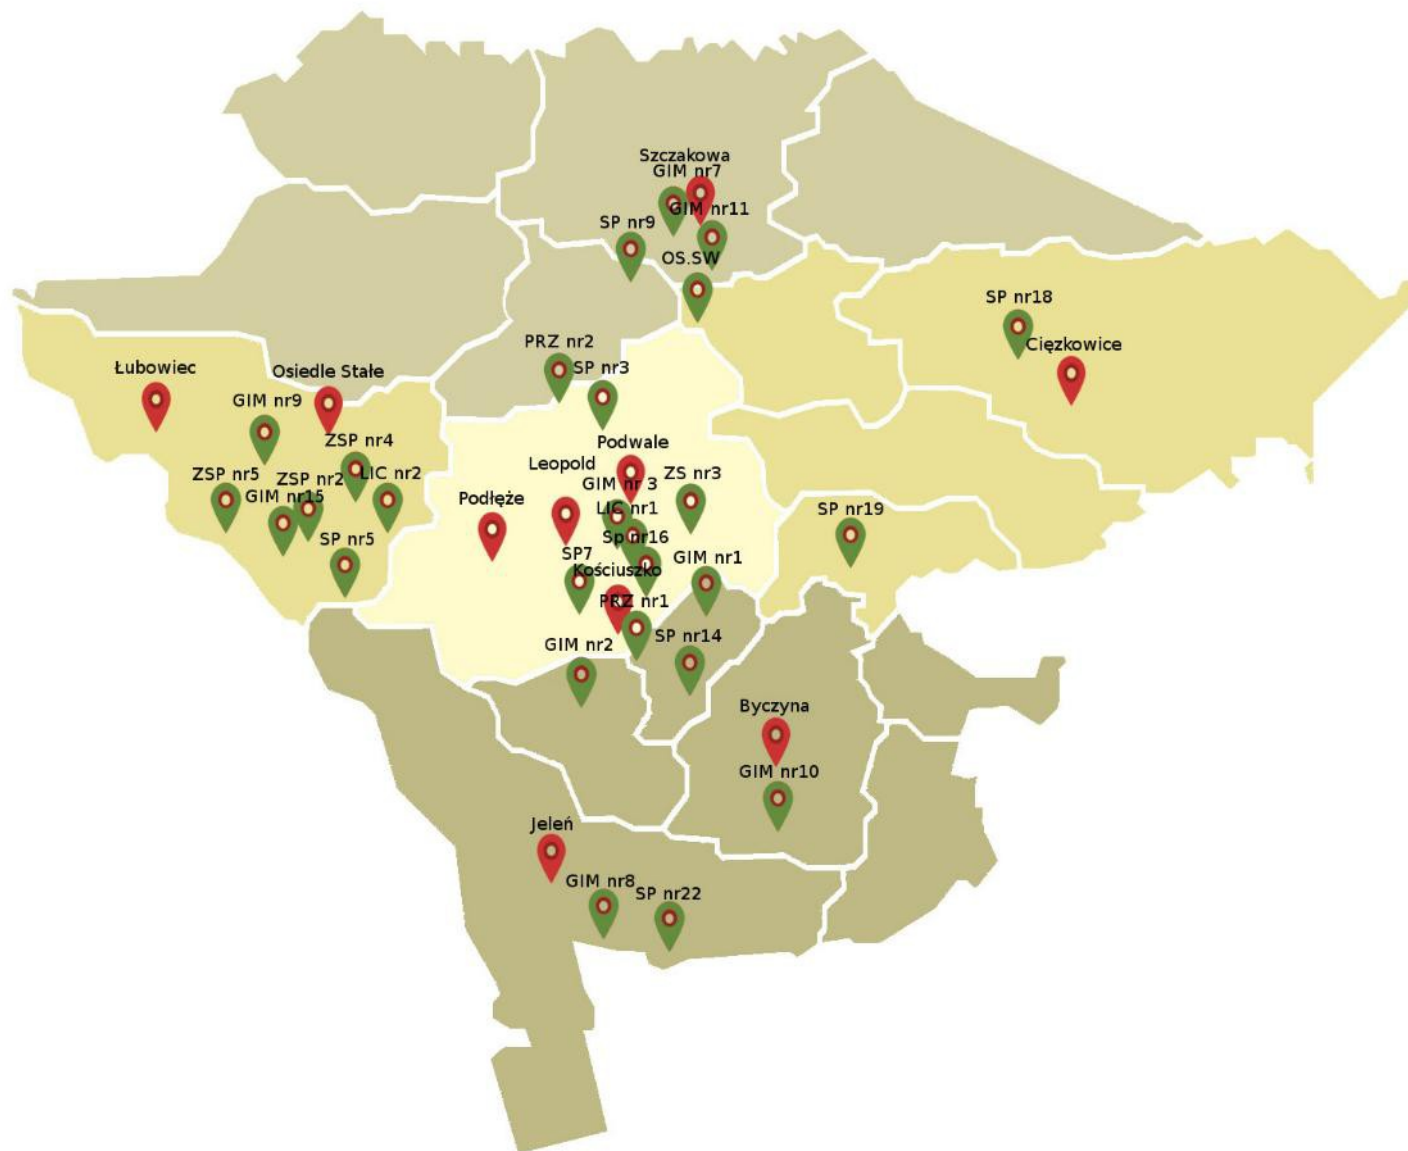 Szczakowa
GIM nr7
GIM nr11
SP nr9
OS.SW
SP nr18
Cięzkowice
PRZ nr2
SP nr3
Łubowiec
Osiedle Stałe
GIM nr9
ZSP nr4
Podwale
Leopold
ZS nr3
GIM nr 3
ZSP nr5
ZSP nr2
LIC nr2
GIM nr15
Podłęże
LIC nr1
SP nr19
Sp nr16
SP nr5
SP7
GIM nr1
Kościuszko
PRZ nr1
SP nr14
GIM nr2
Byczyna
GIM nr10
Jeleń
GIM nr8
SP nr22